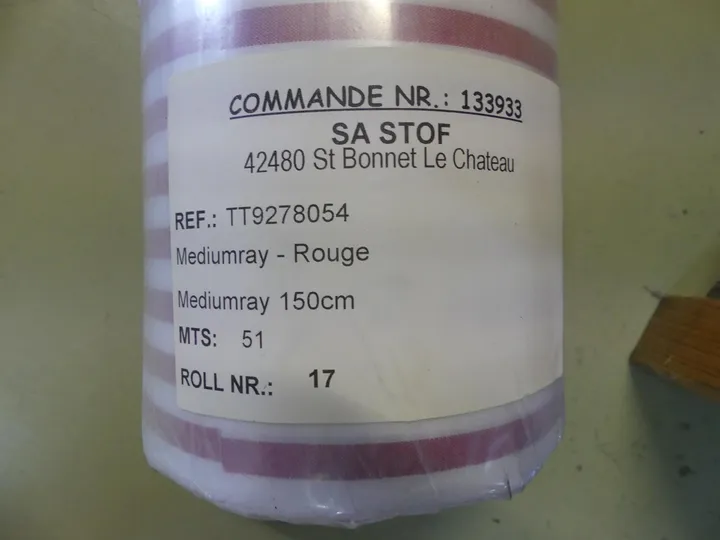 COMMANDE NR.: 133933
SA STOF
42480 St Bonnet Le Chateau
REF.: TT9278054
Mediumray - Rouge
Mediumray 150cm
MTS: 51
ROLL NR.: 17